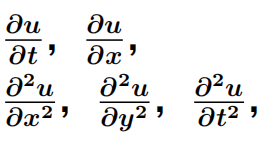 ∂u/∂t, ∂u/∂x,
∂²u/∂x², ∂²u/∂y², ∂²u/∂t²,